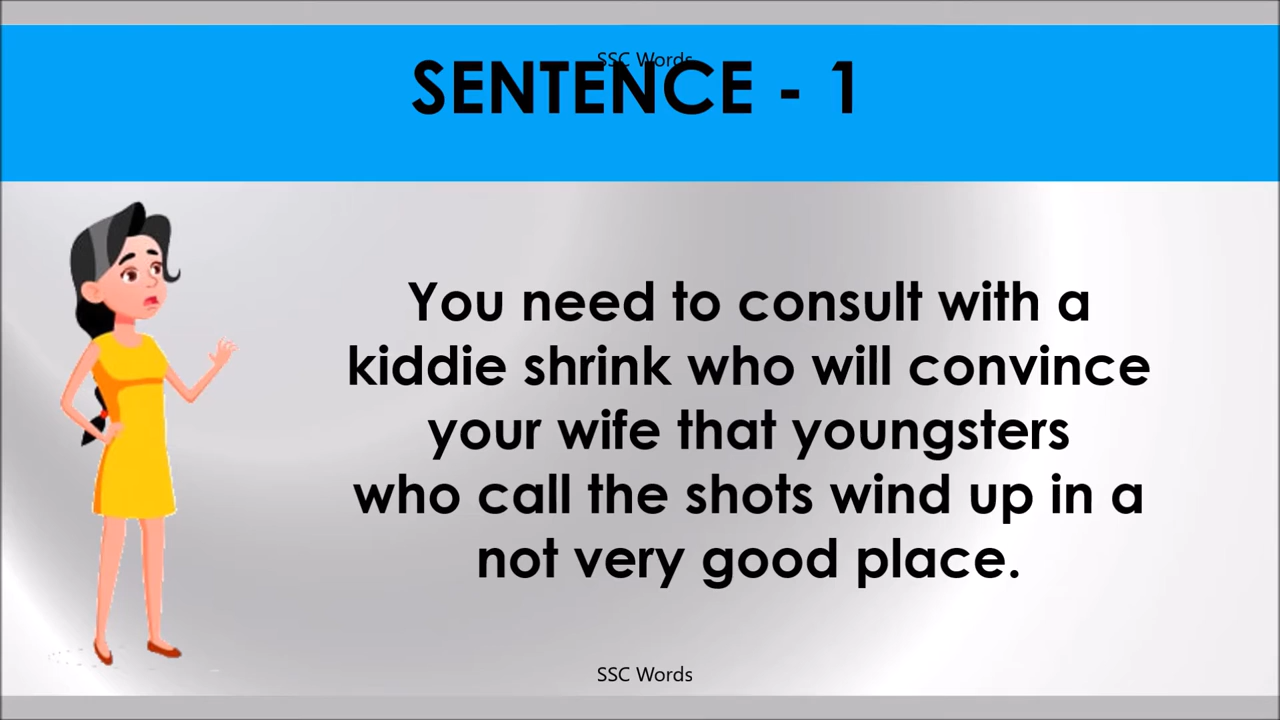 SSC Words
SENTENCE - 1
You need to consult with a
kiddie shrink who will convince
your wife that youngsters
who call the shots wind up in a
not very good place.
SSC Words